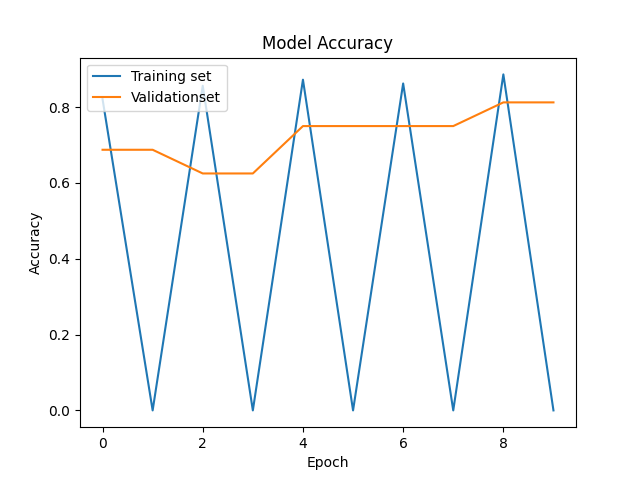 Model Accuracy
Training set
Validationset
Accuracy
0.8
0.6
0.4
0.2
0.0
0 2 4 6 8
Epoch